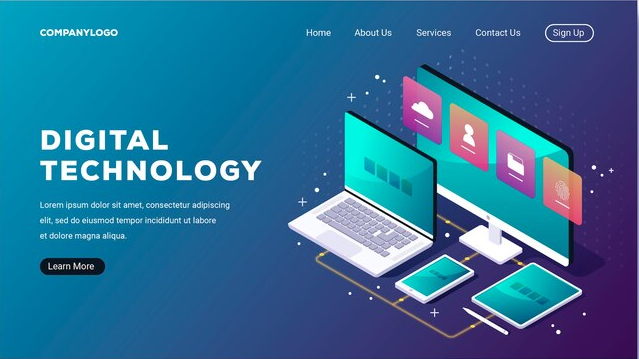 COMPANYLOGO
Home About Us Services Contact Us Sign Up
DIGITAL
TECHNOLOGY
Lorem ipsum dolor sit amet, consectetur adipiscing
elit, sed do eiusmod tempor incididunt ut labore
et dolore magna aliqua.
Learn More